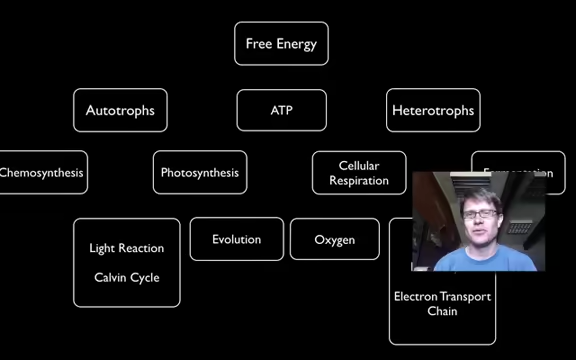 Free Energy
Autotrophs
ATP
Heterotrophs
Chemosynthesis
Photosynthesis
Cellular
Respiration
Light Reaction
Calvin Cycle
Evolution
Oxygen
Electron Transport
Chain